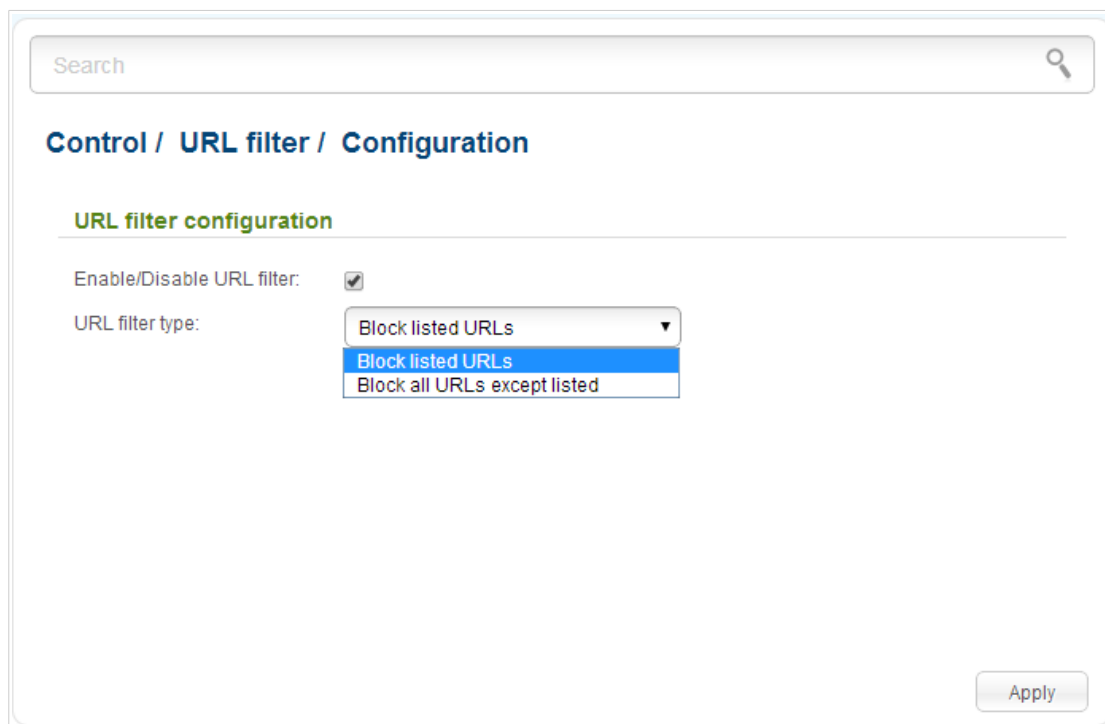 Search
Control / URL filter / Configuration
URL filter configuration
Enable/Disable URL filter:
URL filter type:
Block listed URLs
Block listed URLs
Block all URLs except listed
Apply